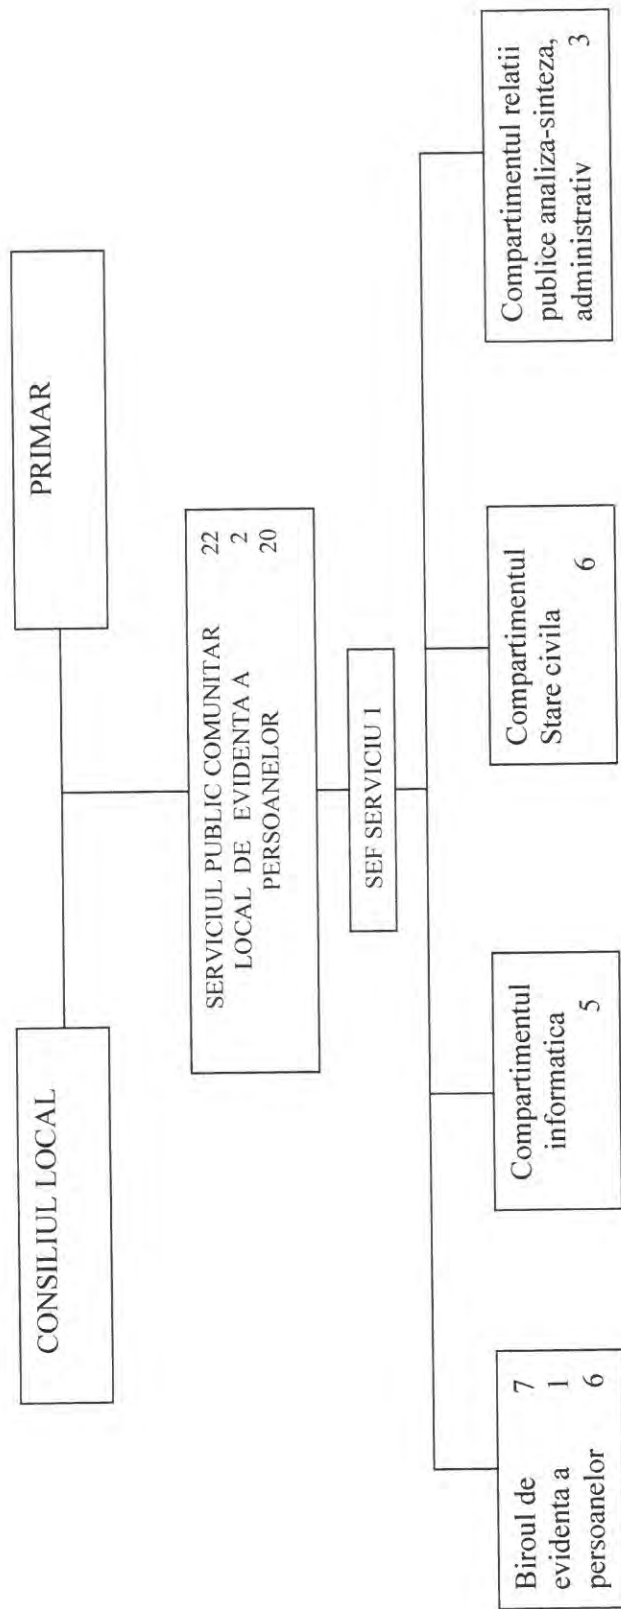 CONSILIUL LOCAL
PRIMAR
SERVICIUL PUBLIC COMUNITAR 22
LOCAL DE EVIDENTA A 2
PERSOANELOR 20
SEF SERVICIU 1
Biroul de 7
evidenta a 1
persoanelor 6
Compartimentul
informatica 5
Compartimentul
Stare civila 6
Compartimentul relatii
publice analiza-sinteza,
administrativ 3